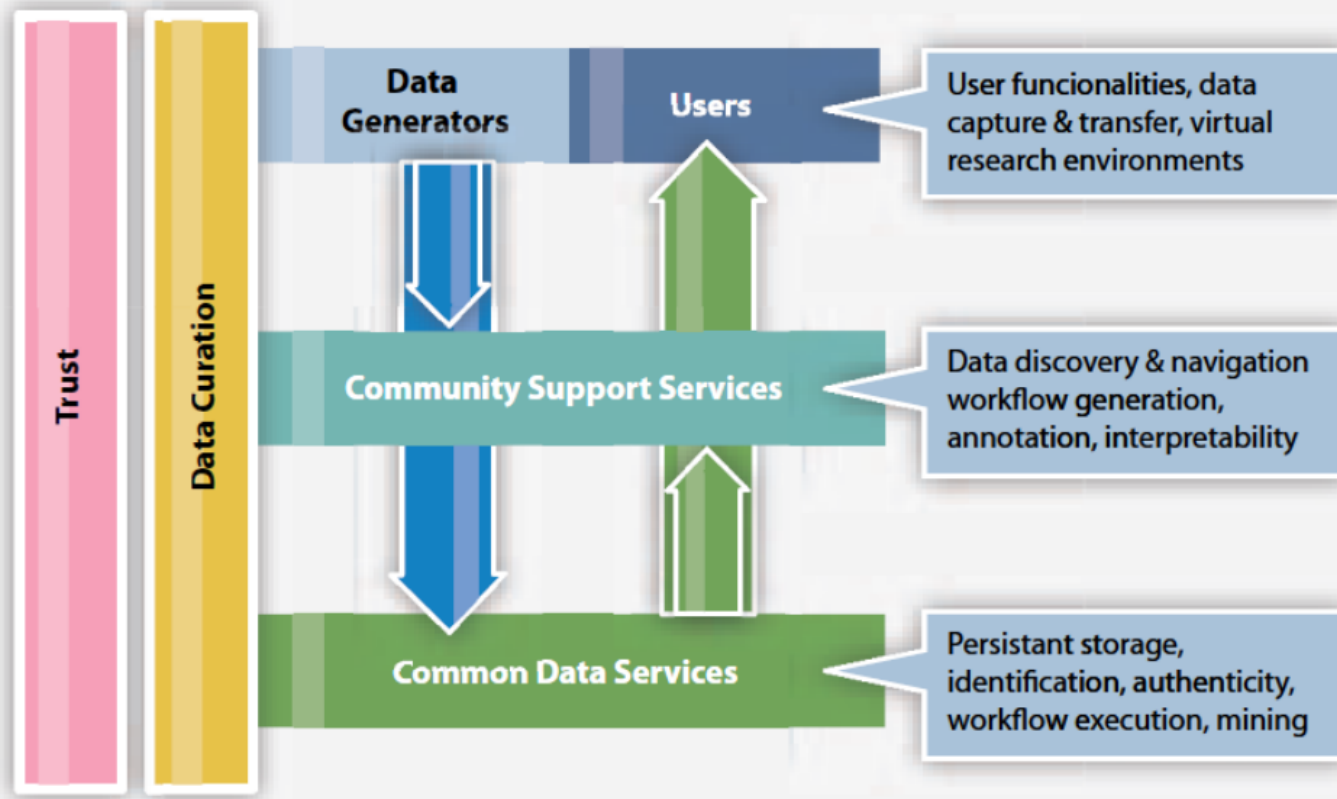 Trust
Data Curation
Data
Generators
Users
User funcionalities, data
capture & transfer, virtual
research environments
Community Support Services
Data discovery & navigation
workflow generation,
annotation, interpretability
Common Data Services
Persistant storage,
identification, authenticity,
workflow execution, mining